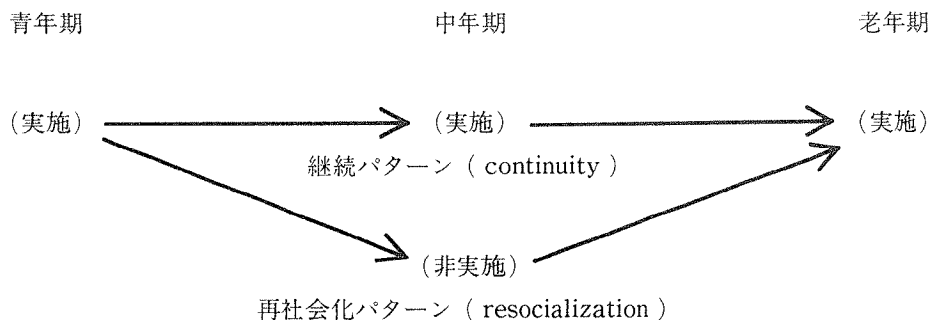 青年期 中年期 老年期
(実施) (実施) (実施)
継続パターン ( continuity )
(非実施)
再社会化パターン ( resocialization )